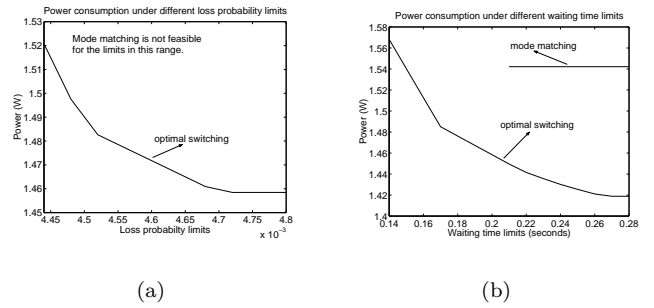 Power consumption under different loss probability limits
1.53
1.52
1.51
1.5
1.49
1.48
1.47
1.46
1.45
Power (W)
Mode matching is not feasible
for the limits in this range.
optimal switching
4.45 4.5 4.55 4.6 4.65 4.7 4.75 4.8
Loss probabilty limits
x 10⁻³
(a)
Power consumption under different waiting time limits
1.58
1.56
1.54
1.52
1.5
1.48
1.46
1.44
1.42
1.4
Power (W)
mode matching
optimal switching
0.14 0.16 0.18 0.20 0.22 0.24 0.26 0.28
Waiting time limits (seconds)
(b)